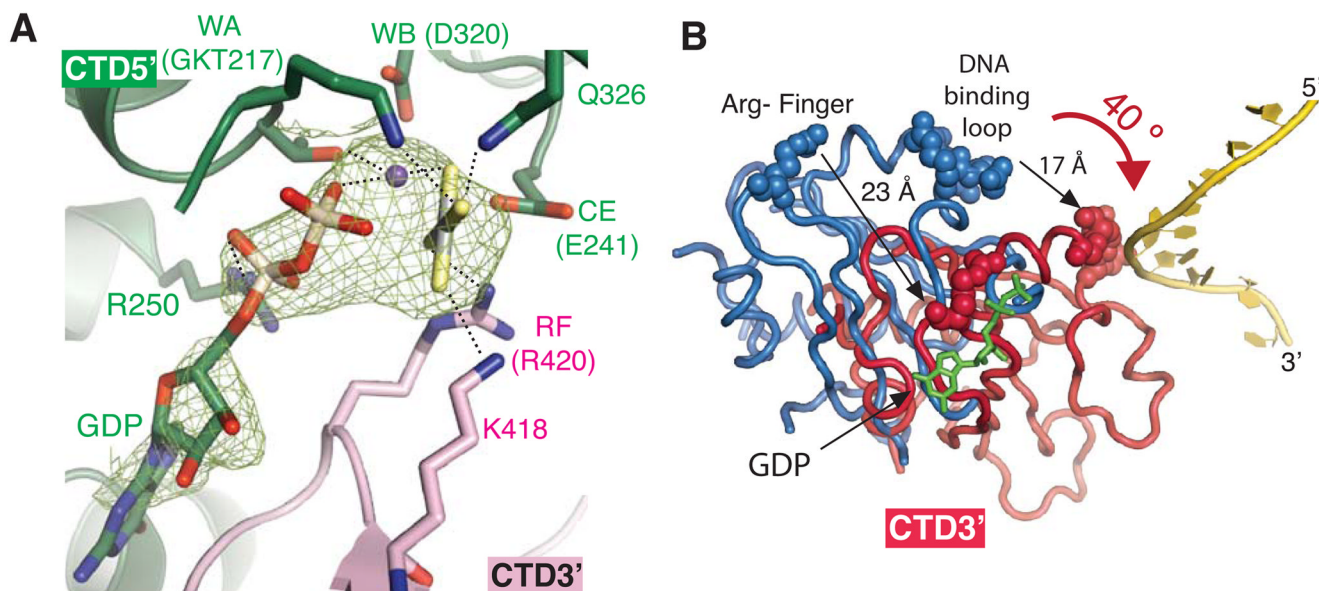 A
WA
(GKT217)
WB (D320)
CTD5'
Q326
CE
(E241)
R250
RF
(R420)
GDP
K418
CTD3'
B
Arg- Finger
DNA
binding
loop
40 °
5'
17 Å
23 Å
3'
GDP
CTD3'